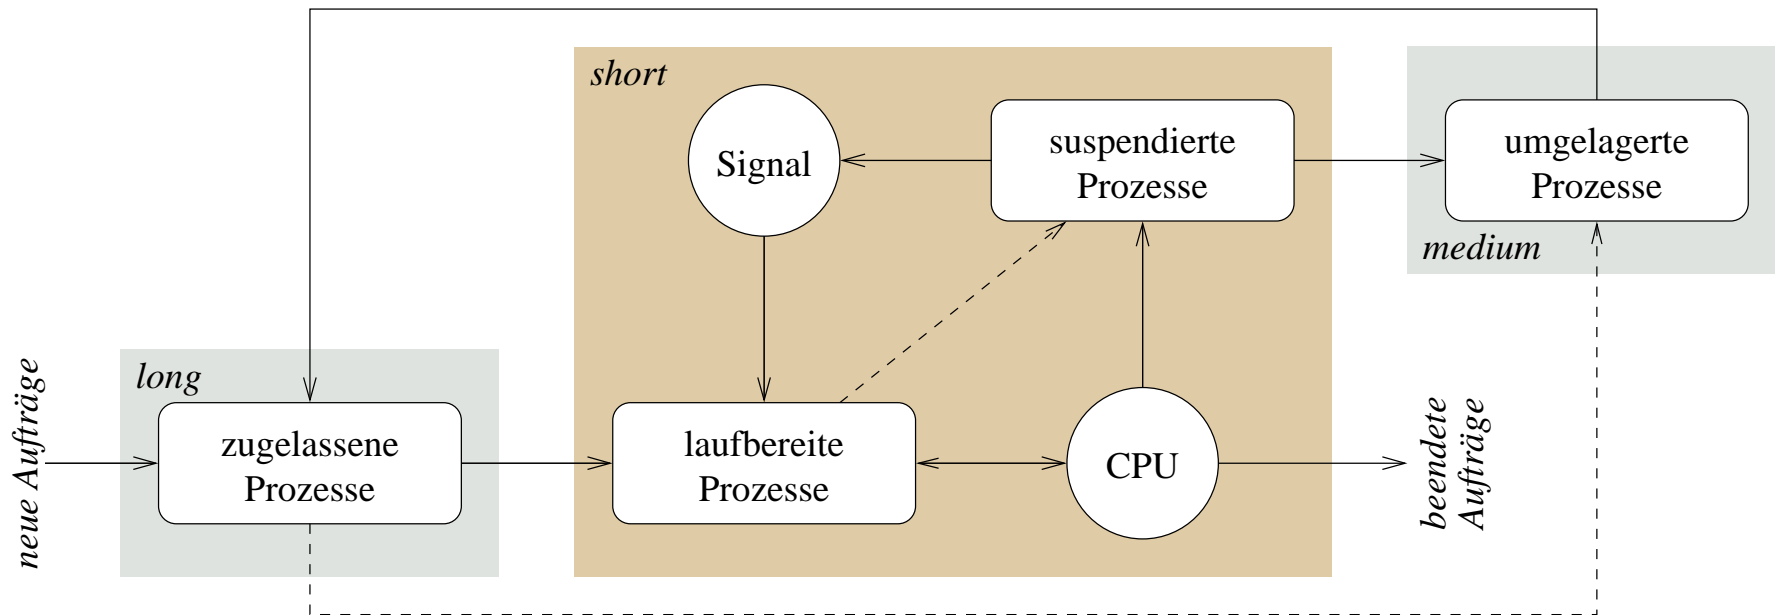 short
Signal
suspendierte
Prozesse
umgelagerte
Prozesse
medium
neue Aufträge
long
zugelassene
Prozesse
laufbereite
Prozesse
CPU
beendete
Aufträge